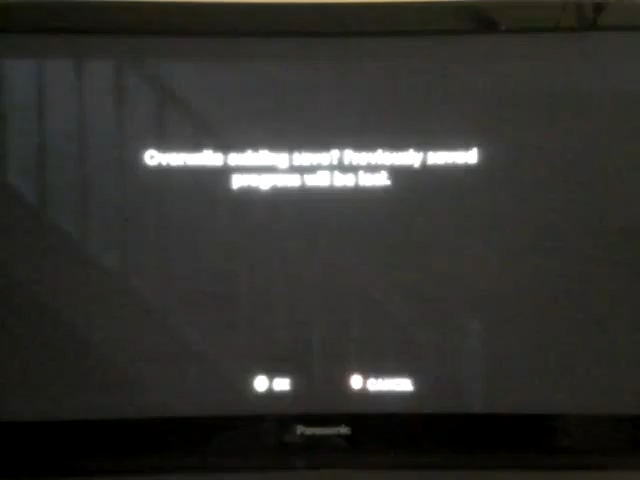 Overwrite existing save? Previously saved
progress will be lost.
OK CANCEL
Panasonic